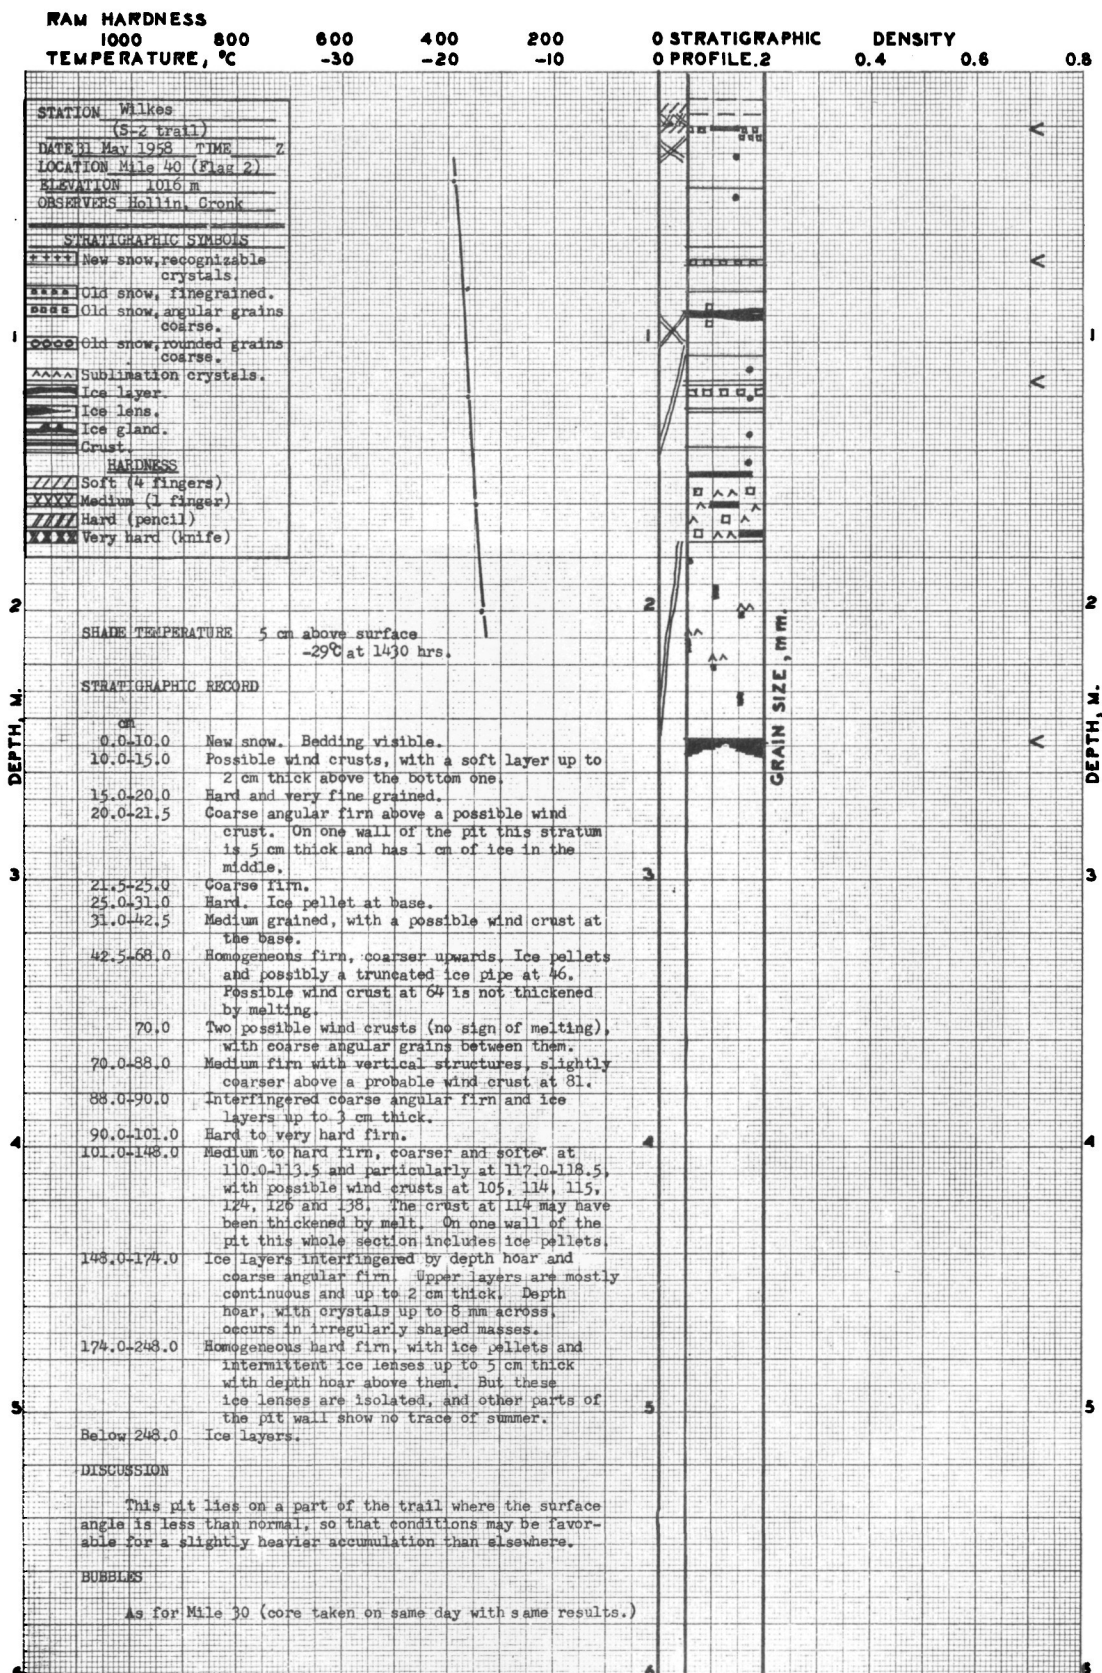 RAM HARDNESS
1000 800 600 400 200 0 STRATIGRAPHIC DENSITY
TEMPERATURE, °C -30 -20 -10 0 PROFILE.2 0.4 0.6 0.8
STATION Wilkes
(S-2 trail)
DATE 31 May 1958 TIME Z
LOCATION Mile 40 (Flag 2)
ELEVATION 1016 m
OBSERVERS Hollin, Cronk
STRATIGRAPHIC SYMBOLS
New snow, recognizable
crystals.
Old snow, finegrained.
Old snow, angular grains
coarse.
Old snow, rounded grains
coarse.
Sublimation crystals.
Ice layer.
Ice lens.
Ice gland.
Crust.
HARDNESS
Soft (4 fingers)
Medium (1 finger)
Hard (pencil)
Very hard (knife)
1 1 1
2 2 2
SHADE TEMPERATURE 5 cm above surface
-29°C at 1430 hrs.
STRATIGRAPHIC RECORD
cm
0.0-10.0 New snow. Bedding visible.
10.0-15.0 Possible wind crusts, with a soft layer up to
2 cm thick above the bottom one.
15.0-20.0 Hard and very fine grained.
20.0-21.5 Coarse angular firn above a possible wind
crust. On one wall of the pit this stratum
is 5 cm thick and has 1 cm of ice in the
middle.
21.5-25.0 Coarse firn.
25.0-31.0 Hard. Ice pellet at base.
31.0-42.5 Medium grained, with a possible wind crust at
the base.
42.5-68.0 Homogeneous firn, coarser upwards. Ice pellets
and possibly a truncated ice pipe at 46.
Possible wind crust at 64 is not thickened
by melting.
70.0 Two possible wind crusts (no sign of melting),
with coarse angular grains between them.
70.0-88.0 Medium firn with vertical structures, slightly
coarser above a probable wind crust at 81.
88.0-90.0 Interfingered coarse angular firn and ice
layers up to 3 cm thick.
90.0-101.0 Hard to very hard firn.
101.0-148.0 Medium to hard firn, coarser and softer at
110.0-113.5 and particularly at 117.0-118.5,
with possible wind crusts at 105, 114, 115,
124, 126 and 138. The crust at 114 may have
been thickened by melt. On one wall of the
pit this whole section includes ice pellets.
148.0-174.0 Ice layers interfingered by depth hoar and
coarse angular firn. Upper layers are mostly
continuous and up to 2 cm thick. Depth
hoar, with crystals up to 8 mm across,
occurs in irregularly shaped masses.
174.0-248.0 Homogeneous hard firn, with ice pellets and
intermittent ice lenses up to 5 cm thick
with depth hoar above them. But these
ice lenses are isolated, and other parts of
the pit wall show no trace of summer.
Below 248.0 Ice layers.
DISCUSSION
This pit lies on a part of the trail where the surface
angle is less than normal, so that conditions may be favor-
able for a slightly heavier accumulation than elsewhere.
BUBBLES
As for Mile 30 (core taken on same day with same results.)
DEPTH, M.
GRAIN SIZE, mm.
DEPTH, M.
3 3 3
4 4 4
5 5 5
6 6 6